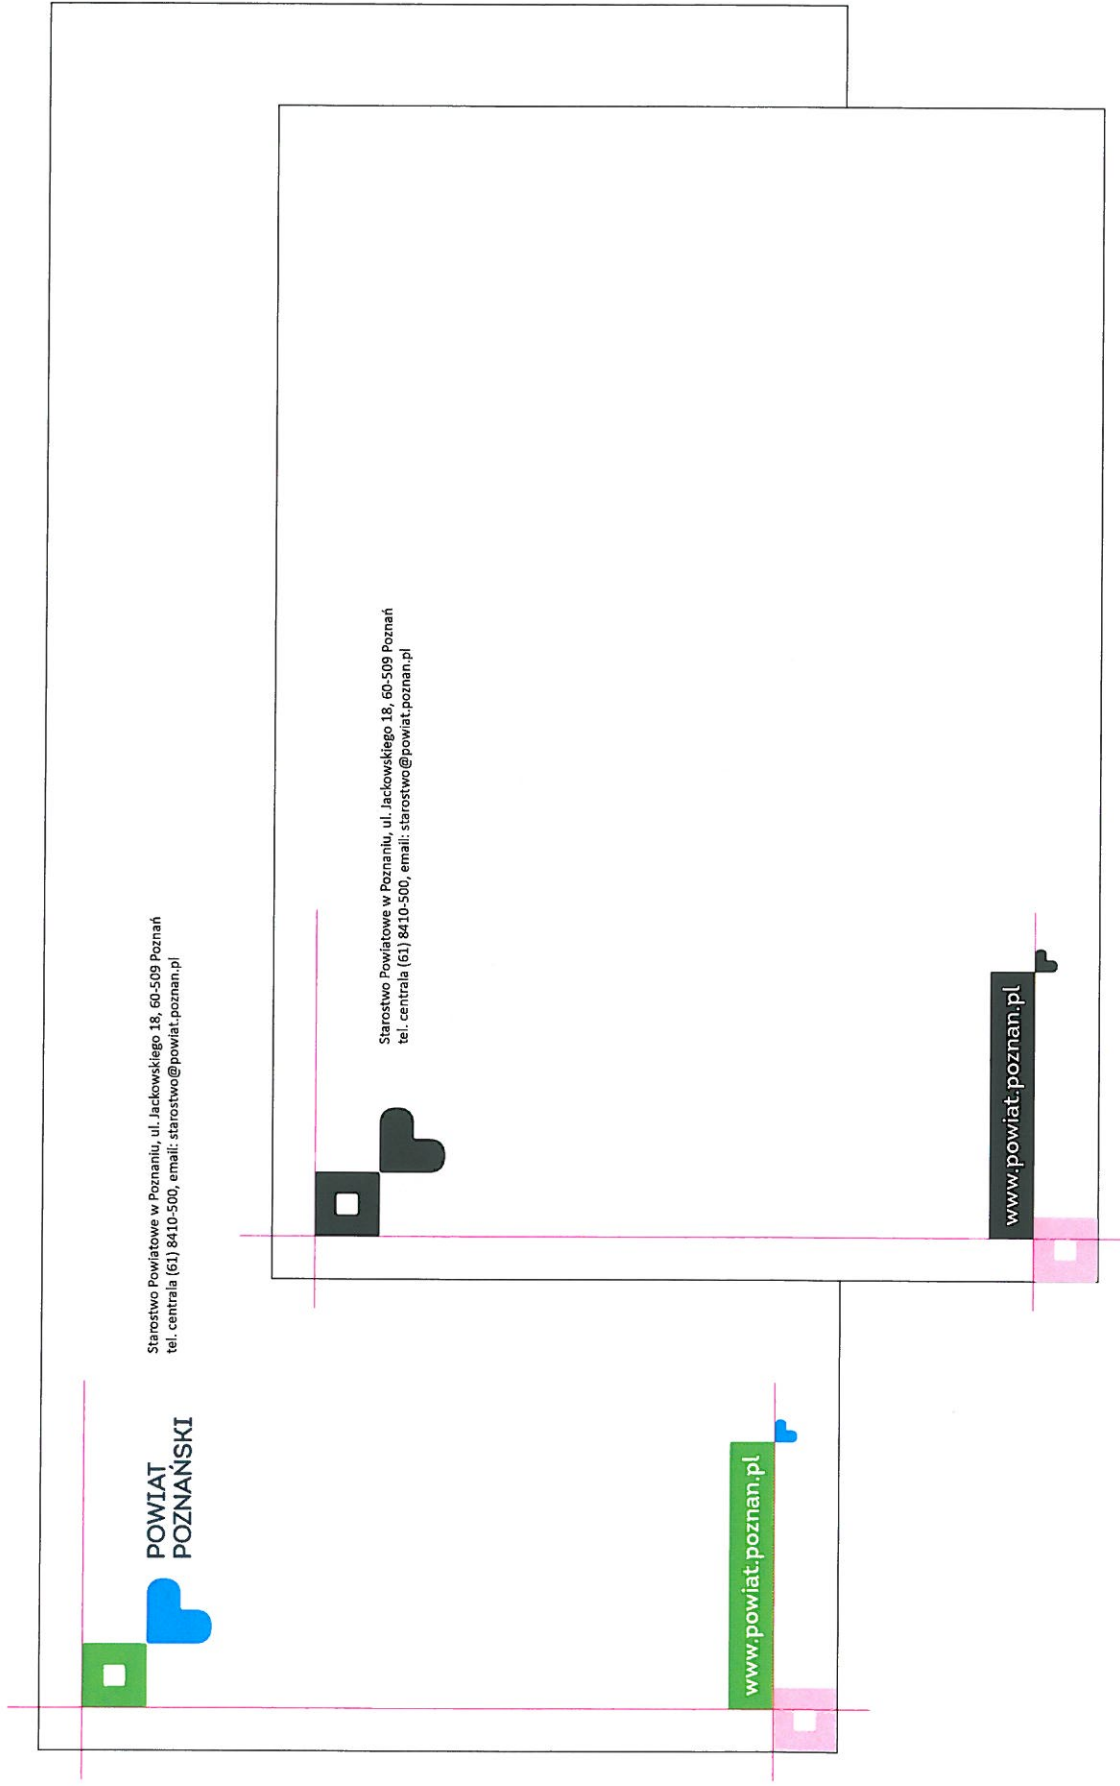 POWIAT
POZNAŃSKI
Starostwo Powiatowe w Poznaniu, ul. Jackowskiego 18, 60-509 Poznań
tel. centrala (61) 8410-500, email: starostwo@powiat.poznan.pl
www.powiat.poznan.pl
Starostwo Powiatowe w Poznaniu, ul. Jackowskiego 18, 60-509 Poznań
tel. centrala (61) 8410-500, email: starostwo@powiat.poznan.pl
www.powiat.poznan.pl